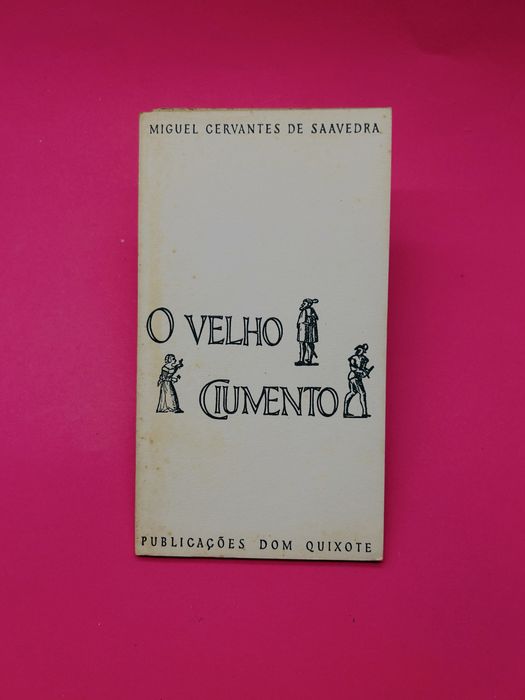 MIGUEL CERVANTES DE SAAVEDRA
O VELHO
CIUMENTO
PUBLICAÇÕES DOM QUIXOTE